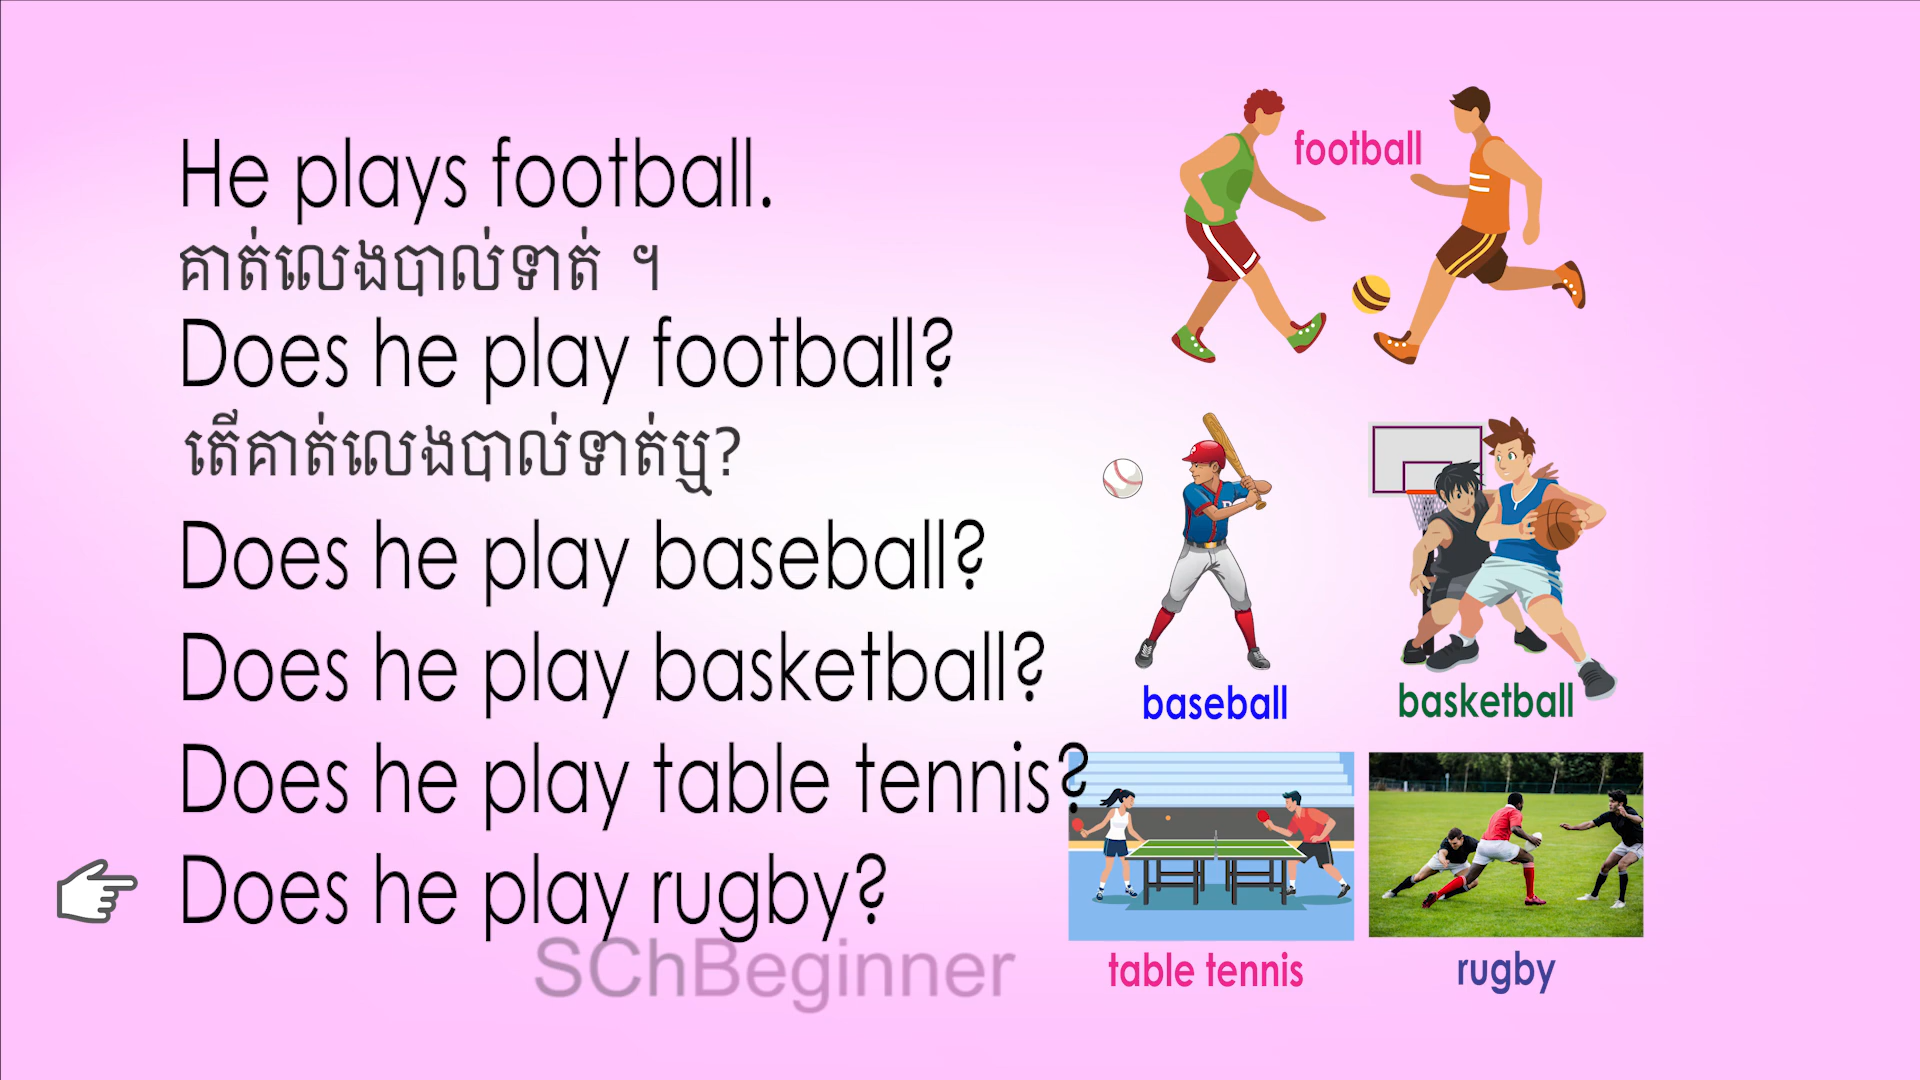 He plays football.
គាត់លេងបាល់ទាត់ ។
Does he play football?
តើគាត់លេងបាល់ទាត់ឬ?
Does he play baseball?
Does he play basketball?
Does he play table tennis?
Does he play rugby?
SChBeginner
football
baseball
basketball
table tennis
rugby